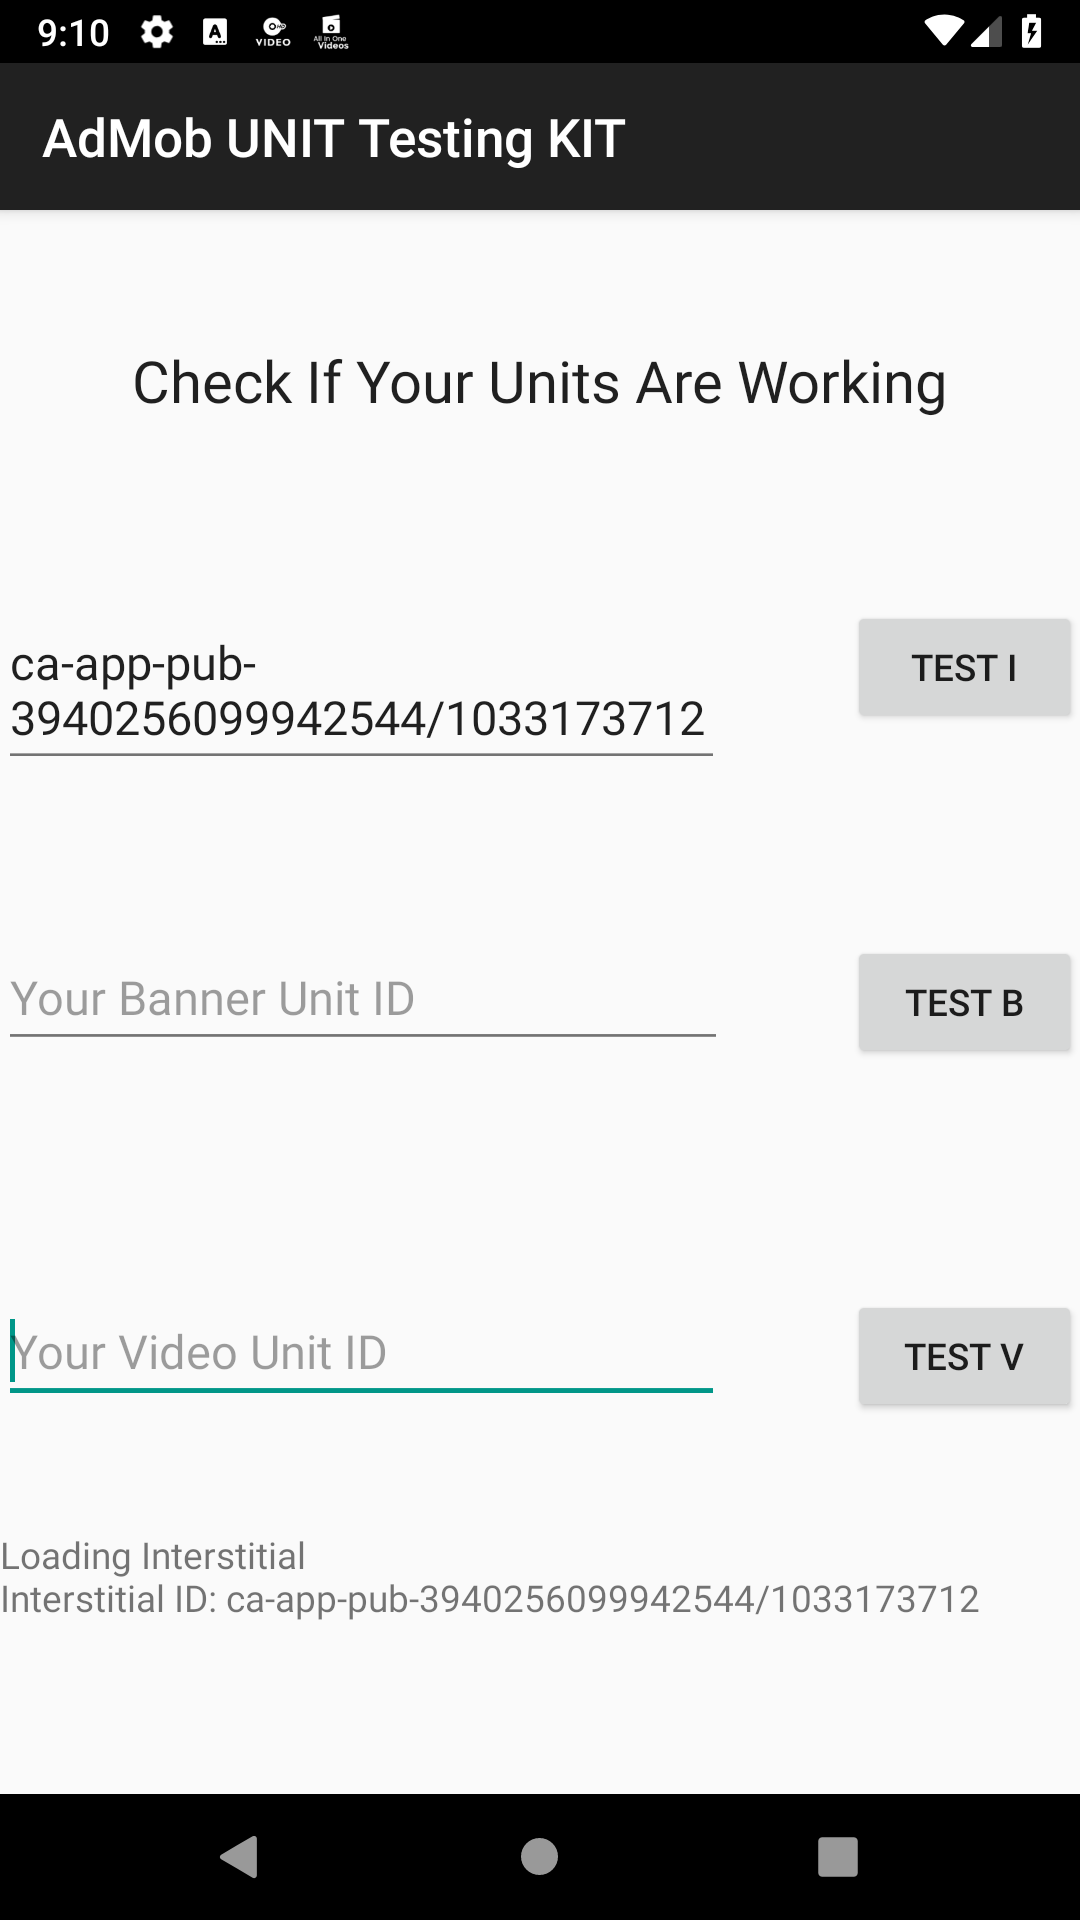 9:10
A
VIDEO
All In One
Videos
AdMob UNIT Testing KIT
Check If Your Units Are Working
ca-app-pub-
3940256099942544/1033173712
TEST I
Your Banner Unit ID
TEST B
Your Video Unit ID
TEST V
Loading Interstitial
Interstitial ID: ca-app-pub-3940256099942544/1033173712